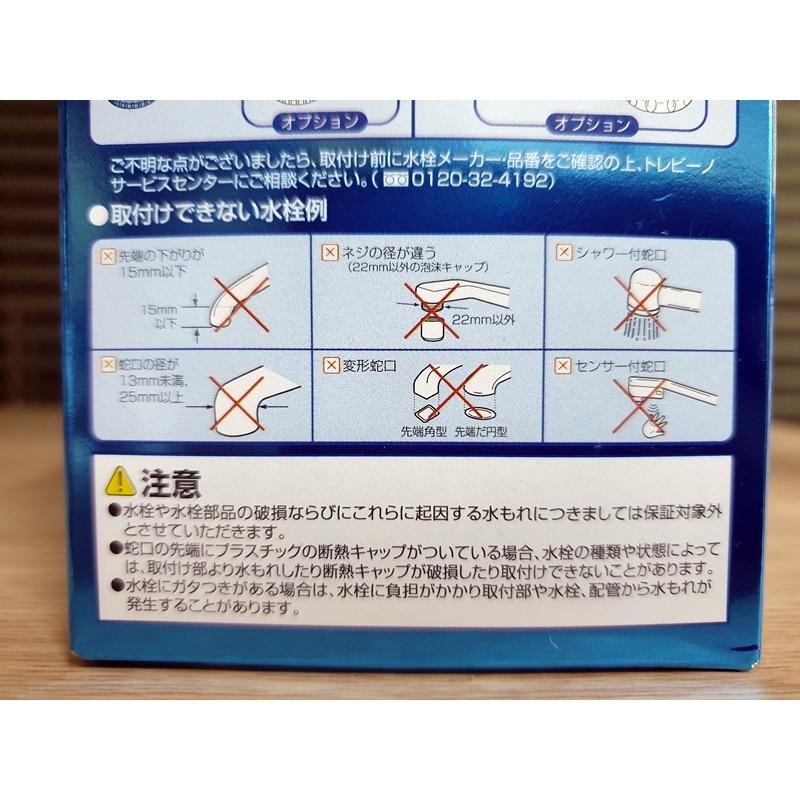 オプション
オプション
ご不明な点がございましたら、取付け前に水栓メーカー・品番をご確認の上、トレビーノ
サービスセンターにご相談ください。(0120-32-4192)
●取付けできない水栓例
先端の下がりが
15mm以下
15mm
以下
ネジの径が違う
(22mm以外の泡沫キャップ)
22mm以外
シャワー付蛇口
蛇口の径が
13mm未満、
25mm以上
変形蛇口
先端角型 先端だ円型
センサー付蛇口
注意
●水栓や水栓部品の破損ならびにこれらに起因する水もれにつきましては保証対象外
とさせていただきます。
●蛇口の先端にプラスチックの断熱キャップがついている場合、水栓の種類や状態によって
は、取付け部より水もれしたり断熱キャップが破損したり取付けできないことがあります。
●水栓にガタつきがある場合は、水栓に負担がかかり取付部や水栓、配管から水もれが
発生することがあります。